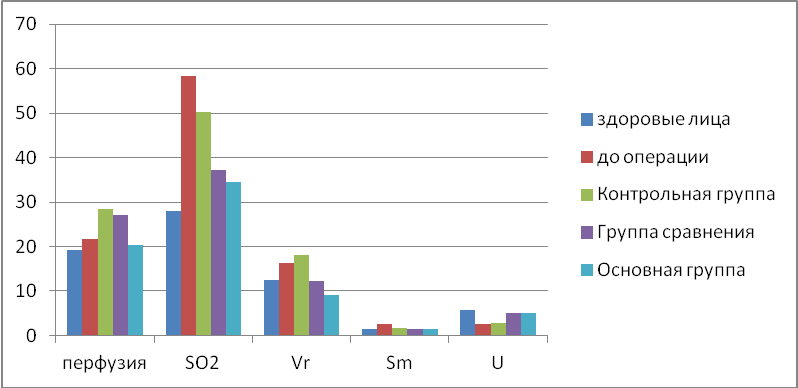 70
60
50
40
30
20
10
0
перфузия SO2 Vr Sm U
здоровые лица
до операции
Контрольная группа
Группа сравнения
Основная группа